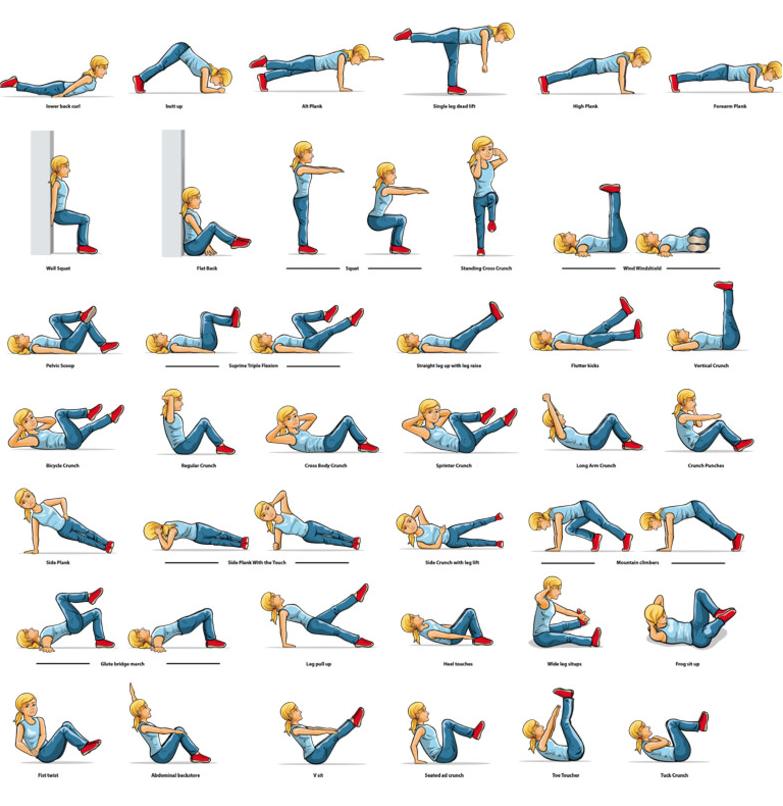 lower back curl
butt up
Alt Plank
Single leg dead lift
High Plank
Forearm Plank
Wall Squat
Flat Back
Squat
Standing Cross Crunch
Wind Windshield
Pelvic Scoop
Suprine Triple Flexion
Straight leg up with leg raise
Flutter kicks
Vertical Crunch
Bicycle Crunch
Regular Crunch
Cross Body Crunch
Sprinter Crunch
Long Arm Crunch
Crunch Punches
Side Plank
Side Plank With the Touch
Side Crunch with leg lift
Mountain climbers
Glute bridge march
Leg pull up
Heel touches
Wide leg situps
Frog sit up
Fist twist
Abdominal backstore
V sit
Seated ad crunch
Toe Toucher
Tuck Crunch